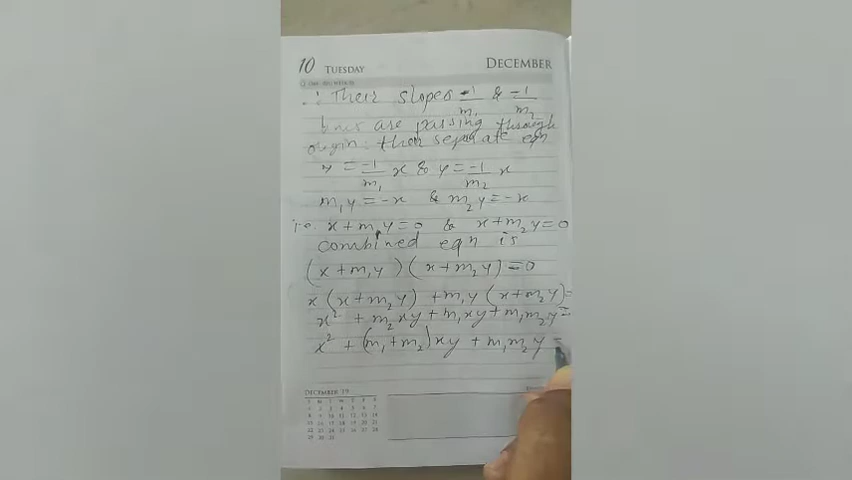 10 TUESDAY DECEMBER
∴ Their slopes -1/m₁ & -1/m₂
lines are passing through
origin: their separate eqn
y = -1/m₁ x & y = -1/m₂ x
m₁y = -x & m₂y = -x
i.e. x + m₁y = 0 & x + m₂y = 0
combined eqn is
(x + m₁y)(x + m₂y) = 0
x(x + m₂y) + m₁y(x + m₂y) =
x² + m₂xy + m₁xy + m₁m₂y² =
x² + (m₁ + m₂)xy + m₁m₂y =
DECEMBER 19